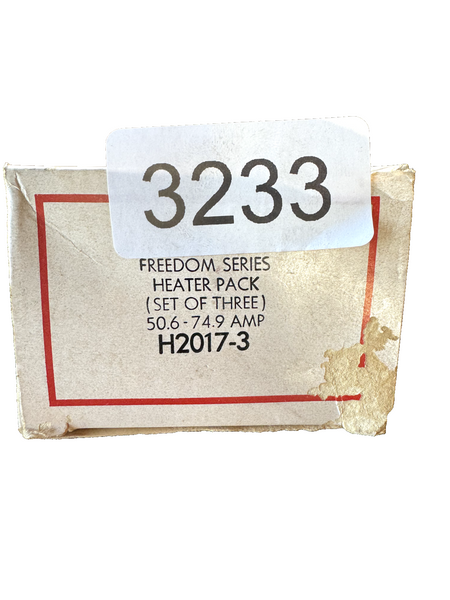 3233
FREEDOM SERIES
HEATER PACK
(SET OF THREE)
50.6-74.9 AMP
H2017-3